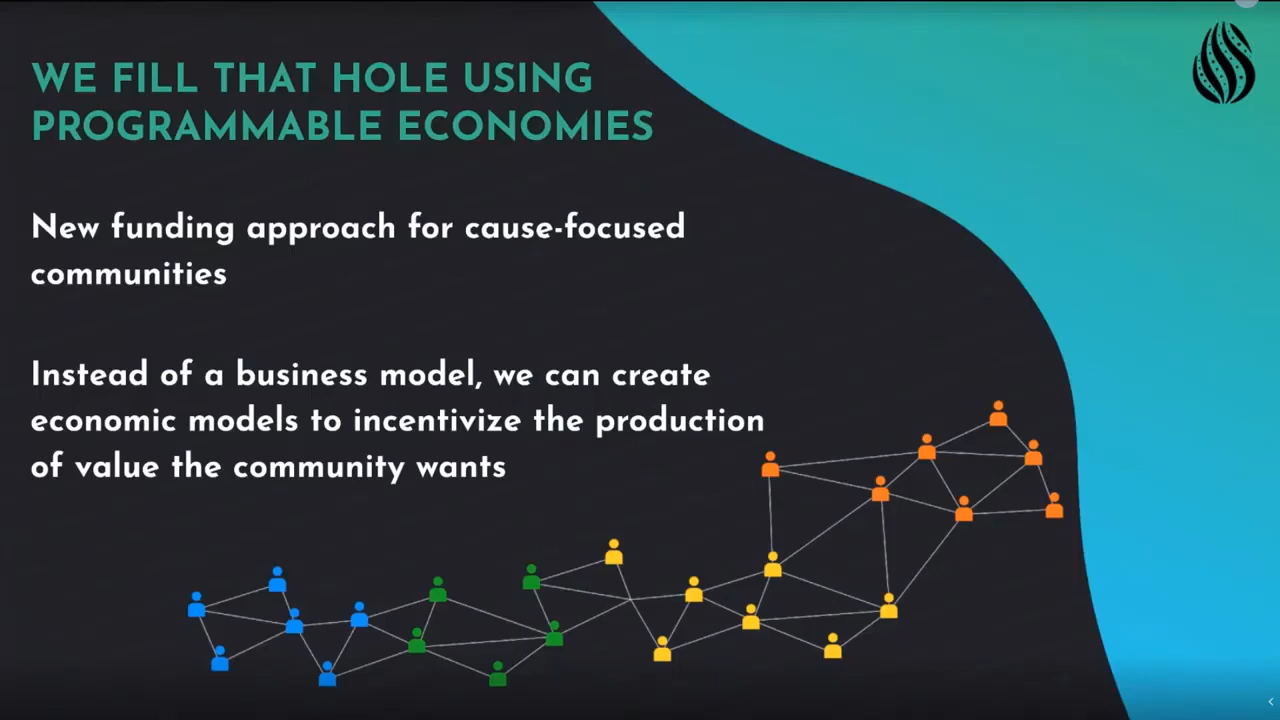 WE FILL THAT HOLE USING
PROGRAMMABLE ECONOMIES
New funding approach for cause-focused
communities
Instead of a business model, we can create
economic models to incentivize the production
of value the community wants